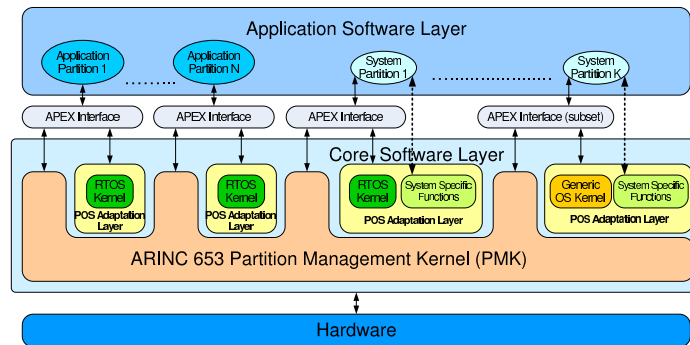 Application Software Layer
Application
Partition 1
Application
Partition N
System
Partition 1
System
Partition K
APEX Interface
APEX Interface
APEX Interface
APEX Interface (subset)
Core Software Layer
RTOS
Kernel
POS Adaptation
Layer
RTOS
Kernel
POS Adaptation
Layer
RTOS
Kernel
System Specific
Functions
POS Adaptation Layer
Generic
OS Kernel
System Specific
Functions
POS Adaptation Layer
ARINC 653 Partition Management Kernel (PMK)
Hardware